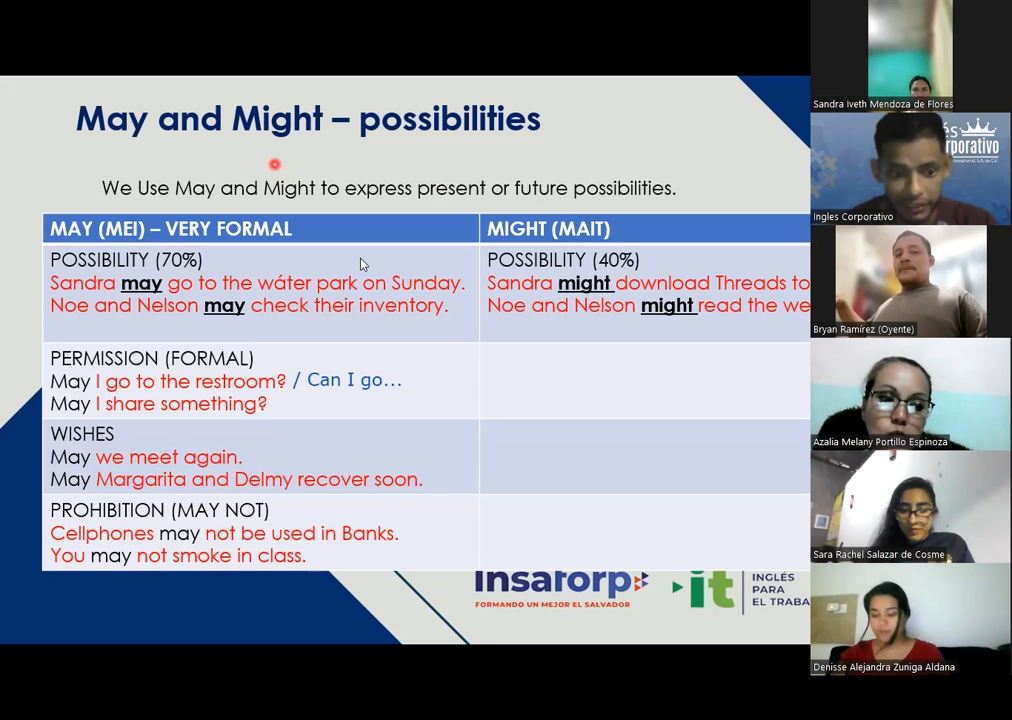 May and Might – possibilities
We Use May and Might to express present or future possibilities.
MAY (MEI) – VERY FORMAL
MIGHT (MAIT)
POSSIBILITY (70%)
Sandra may go to the wáter park on Sunday.
Noe and Nelson may check their inventory.
POSSIBILITY (40%)
Sandra might download Threads to
Noe and Nelson might read the we
PERMISSION (FORMAL)
May I go to the restroom? / Can I go...
May I share something?
WISHES
May we meet again.
May Margarita and Delmy recover soon.
PROHIBITION (MAY NOT)
Cellphones may not be used in Banks.
You may not smoke in class.
Insaforp
FORMANDO UN MEJOR EL SALVADOR
it
INGLÉS
PARA
EL TRABA
Sandra Iveth Mendoza de Flores
és
rporativo
Ingles Corporativo
Bryan Ramírez (Oyente)
Azalia Melany Portillo Espinoza
Sara Rachel Salazar de Cosme
Denisse Alejandra Zuniga Aldana